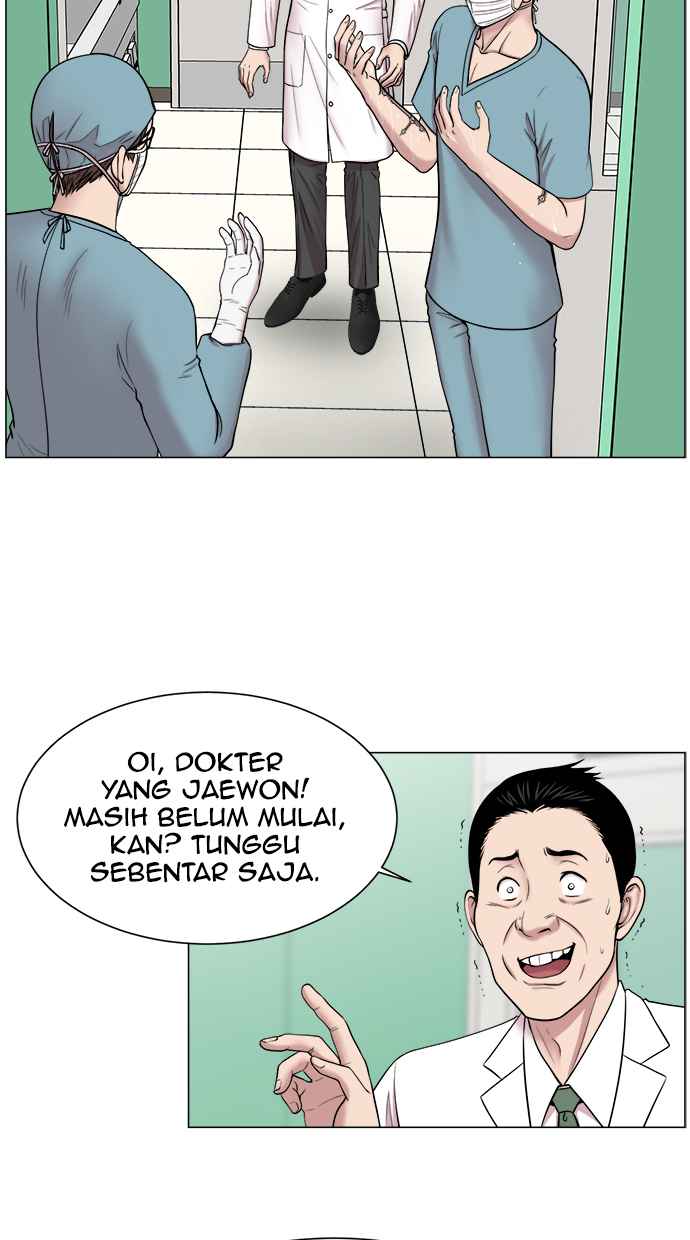 OI, DOKTER
YANG JAEWON!
MASIH BELUM MULAI,
KAN? TUNGGU
SEBENTAR SAJA.